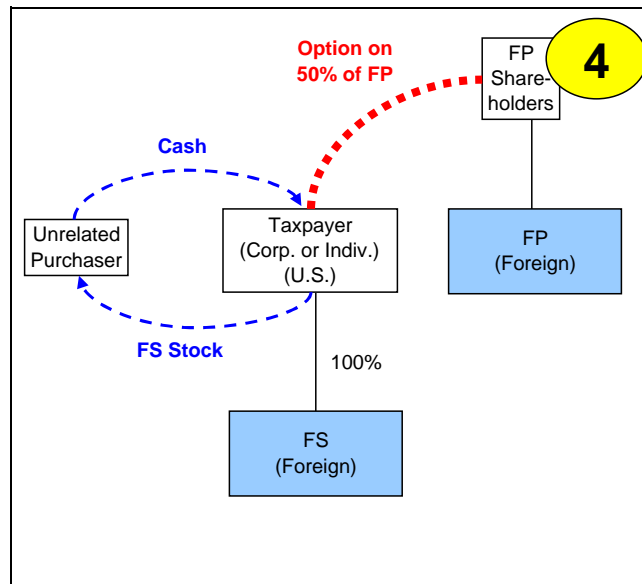 Option on
50% of FP
FP
Share-
holders
4
Cash
Unrelated
Purchaser
Taxpayer
(Corp. or Indiv.)
(U.S.)
FP
(Foreign)
FS Stock
100%
FS
(Foreign)